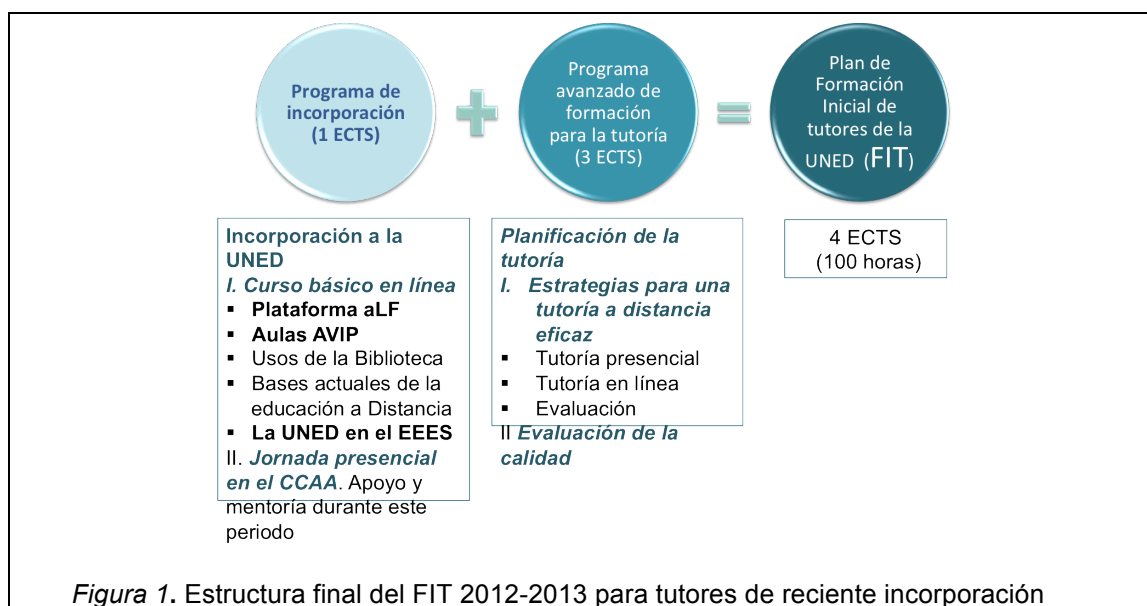 Programa de
incorporación
(1 ECTS)
Programa
avanzado de
formación
para la tutoría
(3 ECTS)
Plan de
Formación
Inicial de
tutores de la
UNED (FIT)
Incorporación a la
UNED
I. Curso básico en línea
▪ Plataforma aLF
▪ Aulas AVIP
▪ Usos de la Biblioteca
▪ Bases actuales de la
educación a Distancia
▪ La UNED en el EEES
II. Jornada presencial
en el CCAA. Apoyo y
mentoría durante este
periodo
Planificación de la
tutoría
I. Estrategias para una
tutoría a distancia
eficaz
▪ Tutoría presencial
▪ Tutoría en línea
▪ Evaluación
II Evaluación de la
calidad
4 ECTS
(100 horas)
Figura 1. Estructura final del FIT 2012-2013 para tutores de reciente incorporación